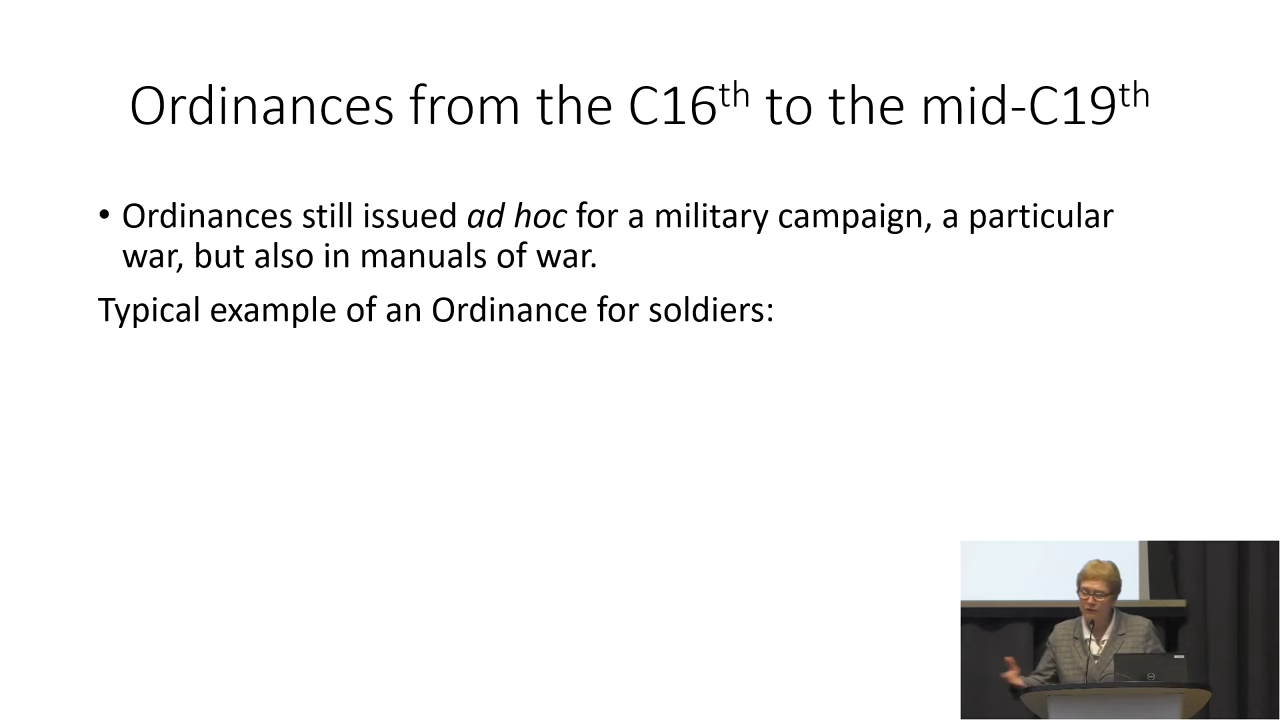 Ordinances from the C16th to the mid-C19th
• Ordinances still issued ad hoc for a military campaign, a particular
war, but also in manuals of war.
Typical example of an Ordinance for soldiers: